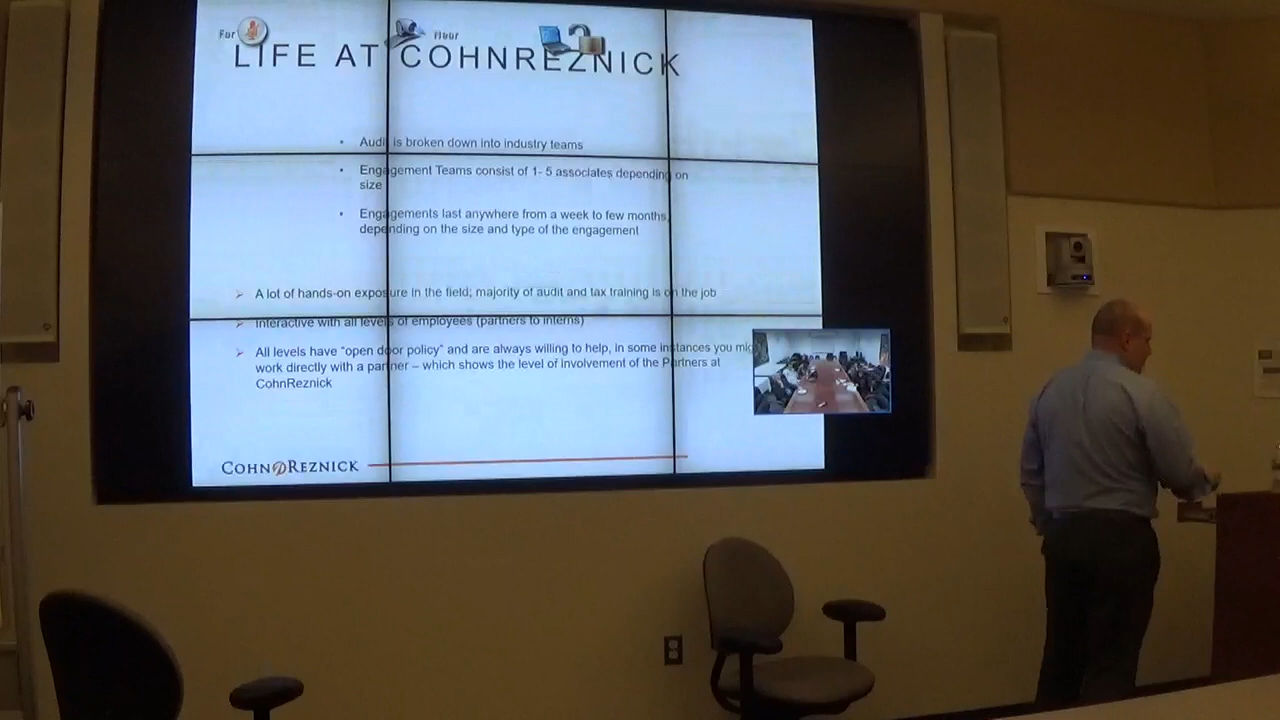 Far
Floor
LIFE AT COHNREZNICK
• Audit is broken down into industry teams
• Engagement Teams consist of 1- 5 associates depending on
size
• Engagements last anywhere from a week to few months,
depending on the size and type of the engagement
➢ A lot of hands-on exposure in the field; majority of audit and tax training is on the job
➢ Interactive with all levels of employees (partners to interns)
➢ All levels have "open door policy" and are always willing to help, in some instances you
work directly with a partner – which shows the level of involvement of the Partners at
CohnReznick
COHN REZNICK